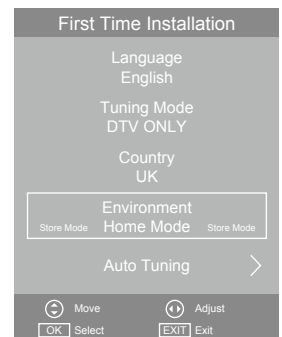 First Time Installation
Language
English
Tuning Mode
DTV ONLY
Country
UK
Environment
Store Mode Home Mode Store Mode
Auto Tuning
Move Adjust
OK Select EXIT Exit